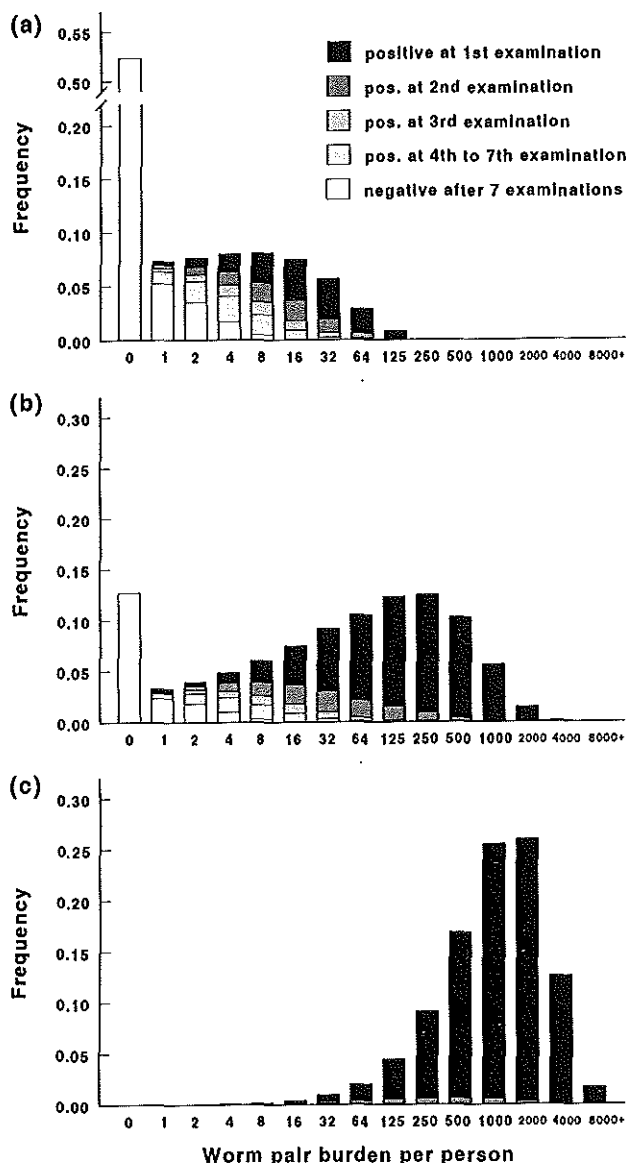 (a)
0.55
0.50
0.20
0.15
0.10
0.05
0.00
Frequency
positive at 1st examination
pos. at 2nd examination
pos. at 3rd examination
pos. at 4th to 7th examination
negative after 7 examinations
0 1 2 4 8 16 32 64 125 250 500 1000 2000 4000 8000+
(b)
0.30
0.25
0.20
0.15
0.10
0.05
0.00
Frequency
0 1 2 4 8 16 32 64 125 250 500 1000 2000 4000 8000+
(c)
0.30
0.25
0.20
0.15
0.10
0.05
0.00
Frequency
0 1 2 4 8 16 32 64 125 250 500 1000 2000 4000 8000+
Worm pair burden per person